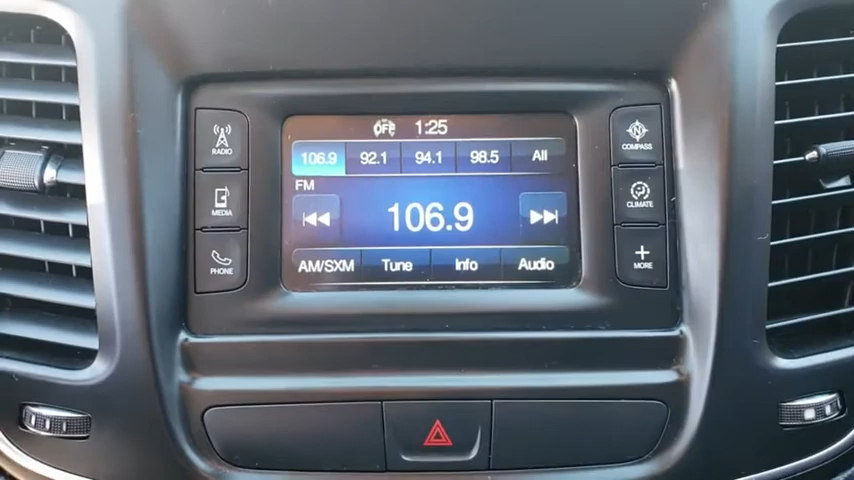 OFF 1:25
106.9 92.1 94.1 98.5 All
FM
106.9
AM/SXM Tune Info Audio
RADIO
MEDIA
PHONE
N
COMPASS
CLIMATE
MORE